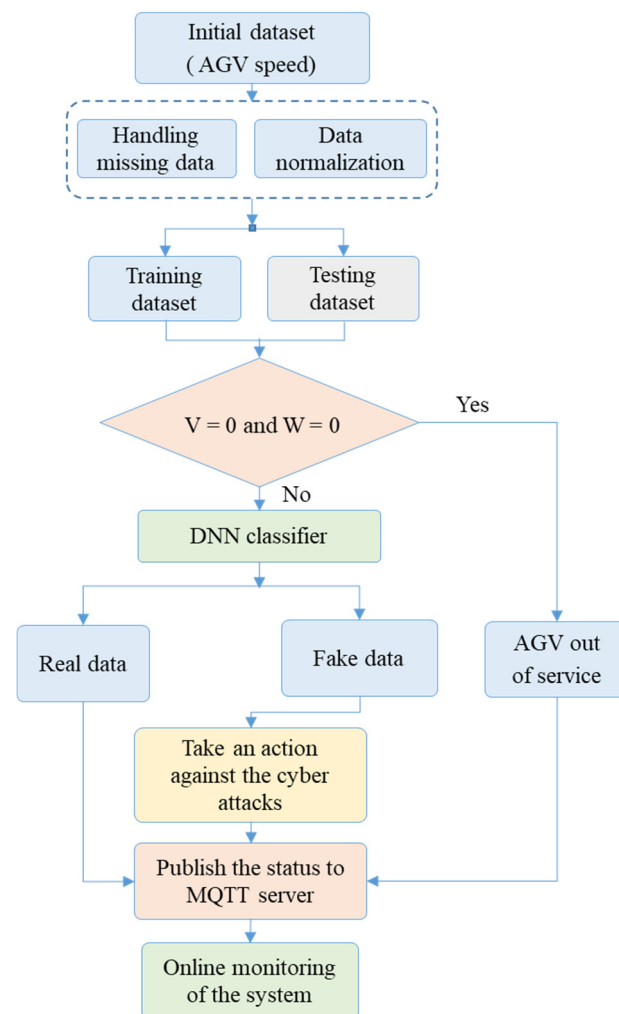 Initial dataset
( AGV speed)
Handling
missing data
Data
normalization
Training
dataset
Testing
dataset
V = 0 and W = 0
Yes
No
DNN classifier
Real data
Fake data
AGV out
of service
Take an action
against the cyber
attacks
Publish the status to
MQTT server
Online monitoring
of the system